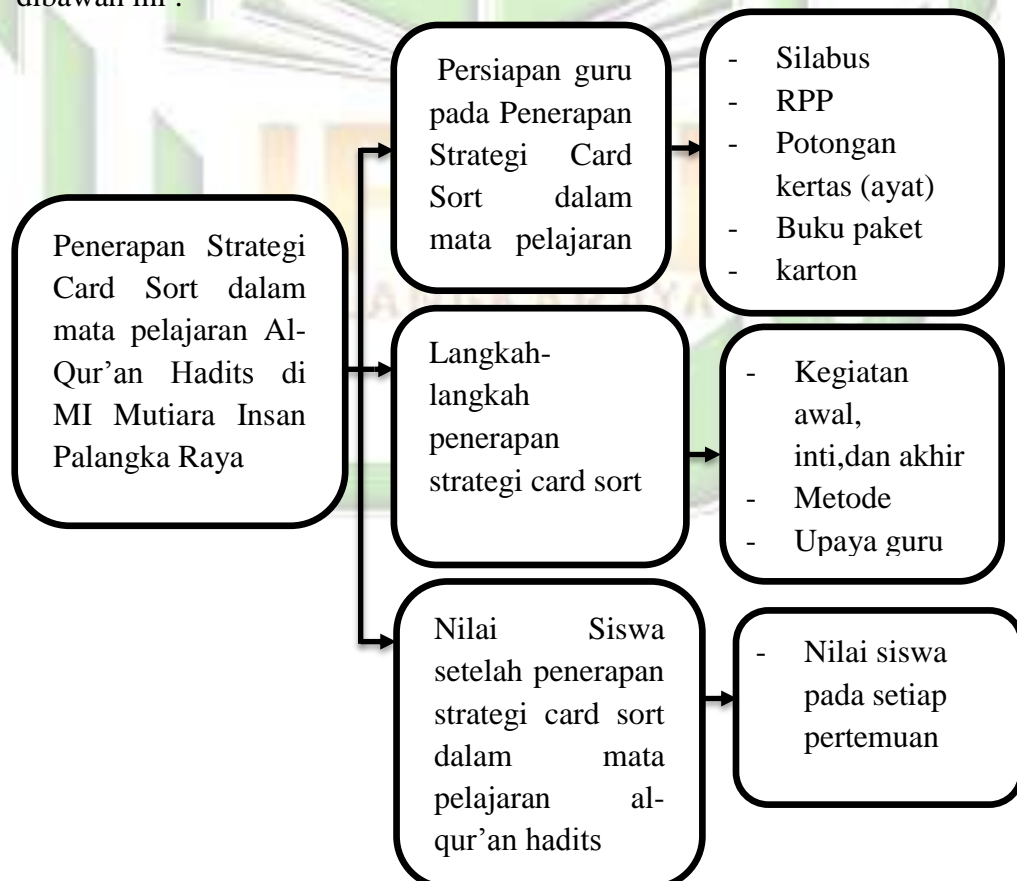 dibawah ini :
Persiapan guru
pada Penerapan
Strategi Card
Sort dalam
mata pelajaran
- Silabus
- RPP
- Potongan
kertas (ayat)
- Buku paket
- karton
Penerapan Strategi
Card Sort dalam
mata pelajaran Al-
Qur’an Hadits di
MI Mutiara Insan
Palangka Raya
Langkah-
langkah
penerapan
strategi card sort
- Kegiatan
awal,
inti,dan akhir
- Metode
- Upaya guru
Nilai Siswa
setelah penerapan
strategi card sort
dalam mata
pelajaran al-
qur’an hadits
- Nilai siswa
pada setiap
pertemuan